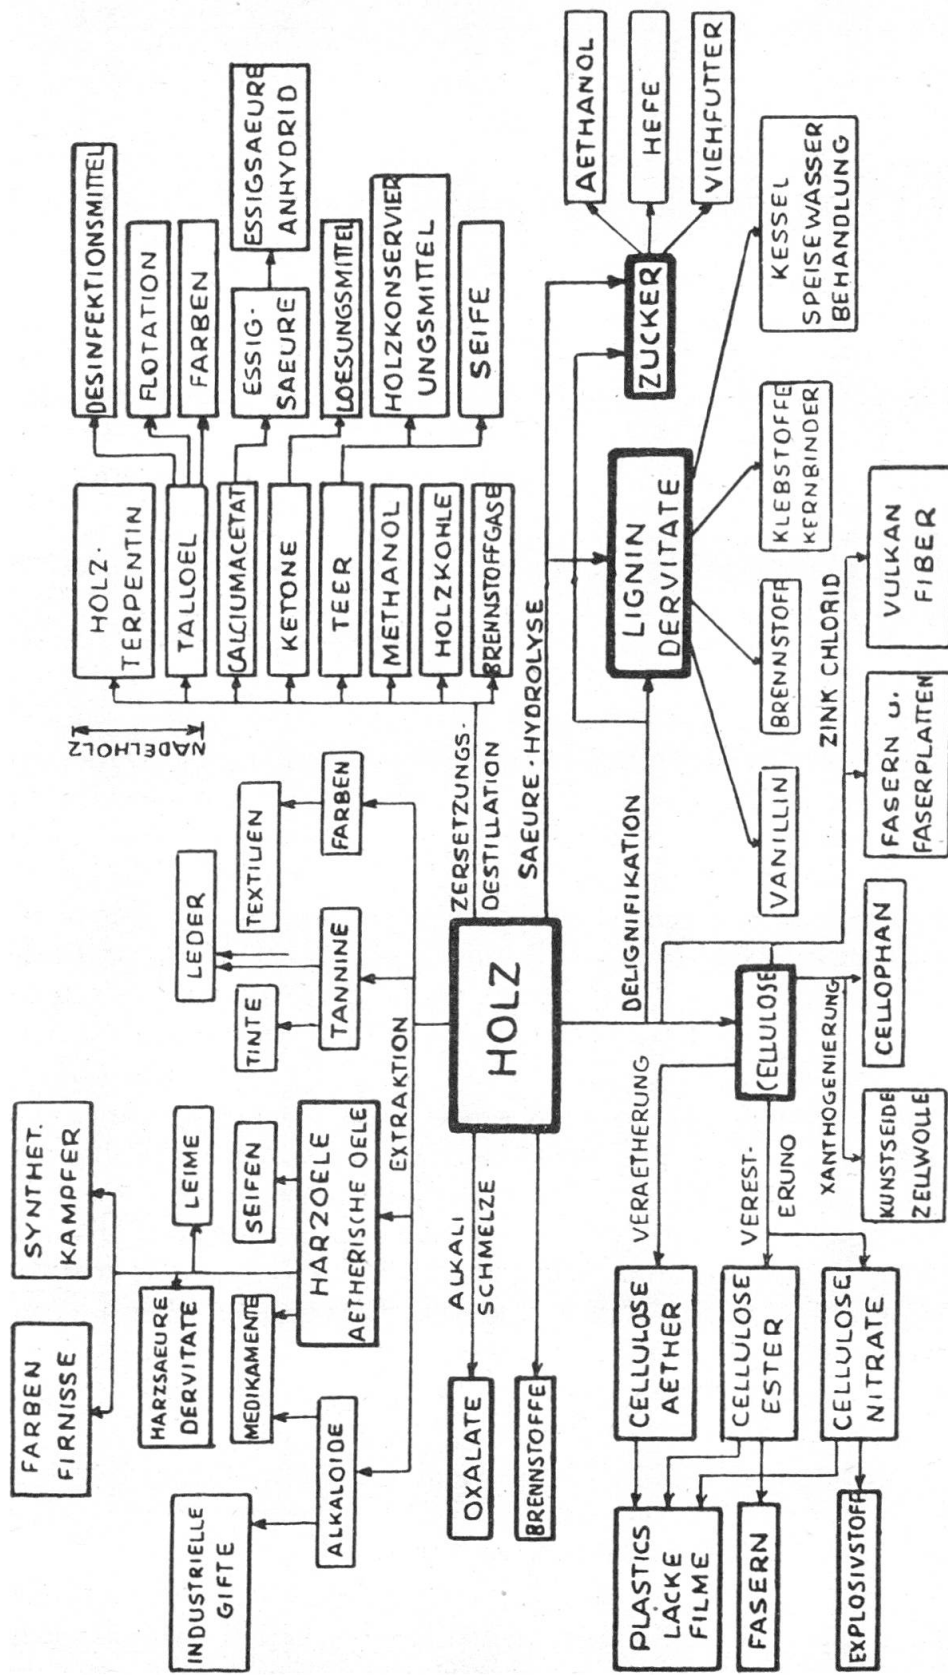 FARBEN
FIRNISSE
SYNTHET.
KAMPFER
INDUSTRIELLE
GIFTE
HARZSAEURE
DERVITATE
LEIME
LEDER
MEDIKAMENTE
SEIFEN
TINTE
TEXTILIEN
ALKALOIDE
HARZOELE
AETHERISCHE OELE
TANNINE
FARBEN
EXTRAKTION
NADELHOLZ
HOLZ-
TERPENTIN
TALLOEL
CALCIUMACETAT
KETONE
TEER
METHANOL
HOLZKOHLE
BRENNSTOFFGASE
DESINFEKTIONSMITTEL
FLOTATION
FARBEN
ESSIG-
SAEURE
ESSIGSAEURE
ANHYDRID
LOESUNGSMITTEL
HOLZKONSERVIER
UNGSMITTEL
SEIFE
OXALATE
ALKALI
SCHMELZE
BRENNSTOFFE
HOLZ
ZERSETZUNGS-
DESTILLATION
SAEURE-HYDROLYSE
DELIGNIFIKATION
LIGNIN
DERVITATE
ZUCKER
AETHANOL
HEFE
VIEHFUTTER
VANILLIN
BRENNSTOFF
KLEBSTOFFE
KERNBINDER
KESSEL
SPEISEWASSER
BEHANDLUNG
PLASTICS
LACKE
FILME
FASERN
EXPLOSIVSTOFF
CELLULOSE
AETHER
CELLULOSE
ESTER
CELLULOSE
NITRATE
VERAETHERUNG
VEREST-
ERUNG
CELLULOSE
XANTHOGENIERUNG
ZINK CHLORID
KUNSTSEIDE
ZELLWOLLE
CELLOPHAN
FASERN u.
FASERPLATTEN
VULKAN
FIBER